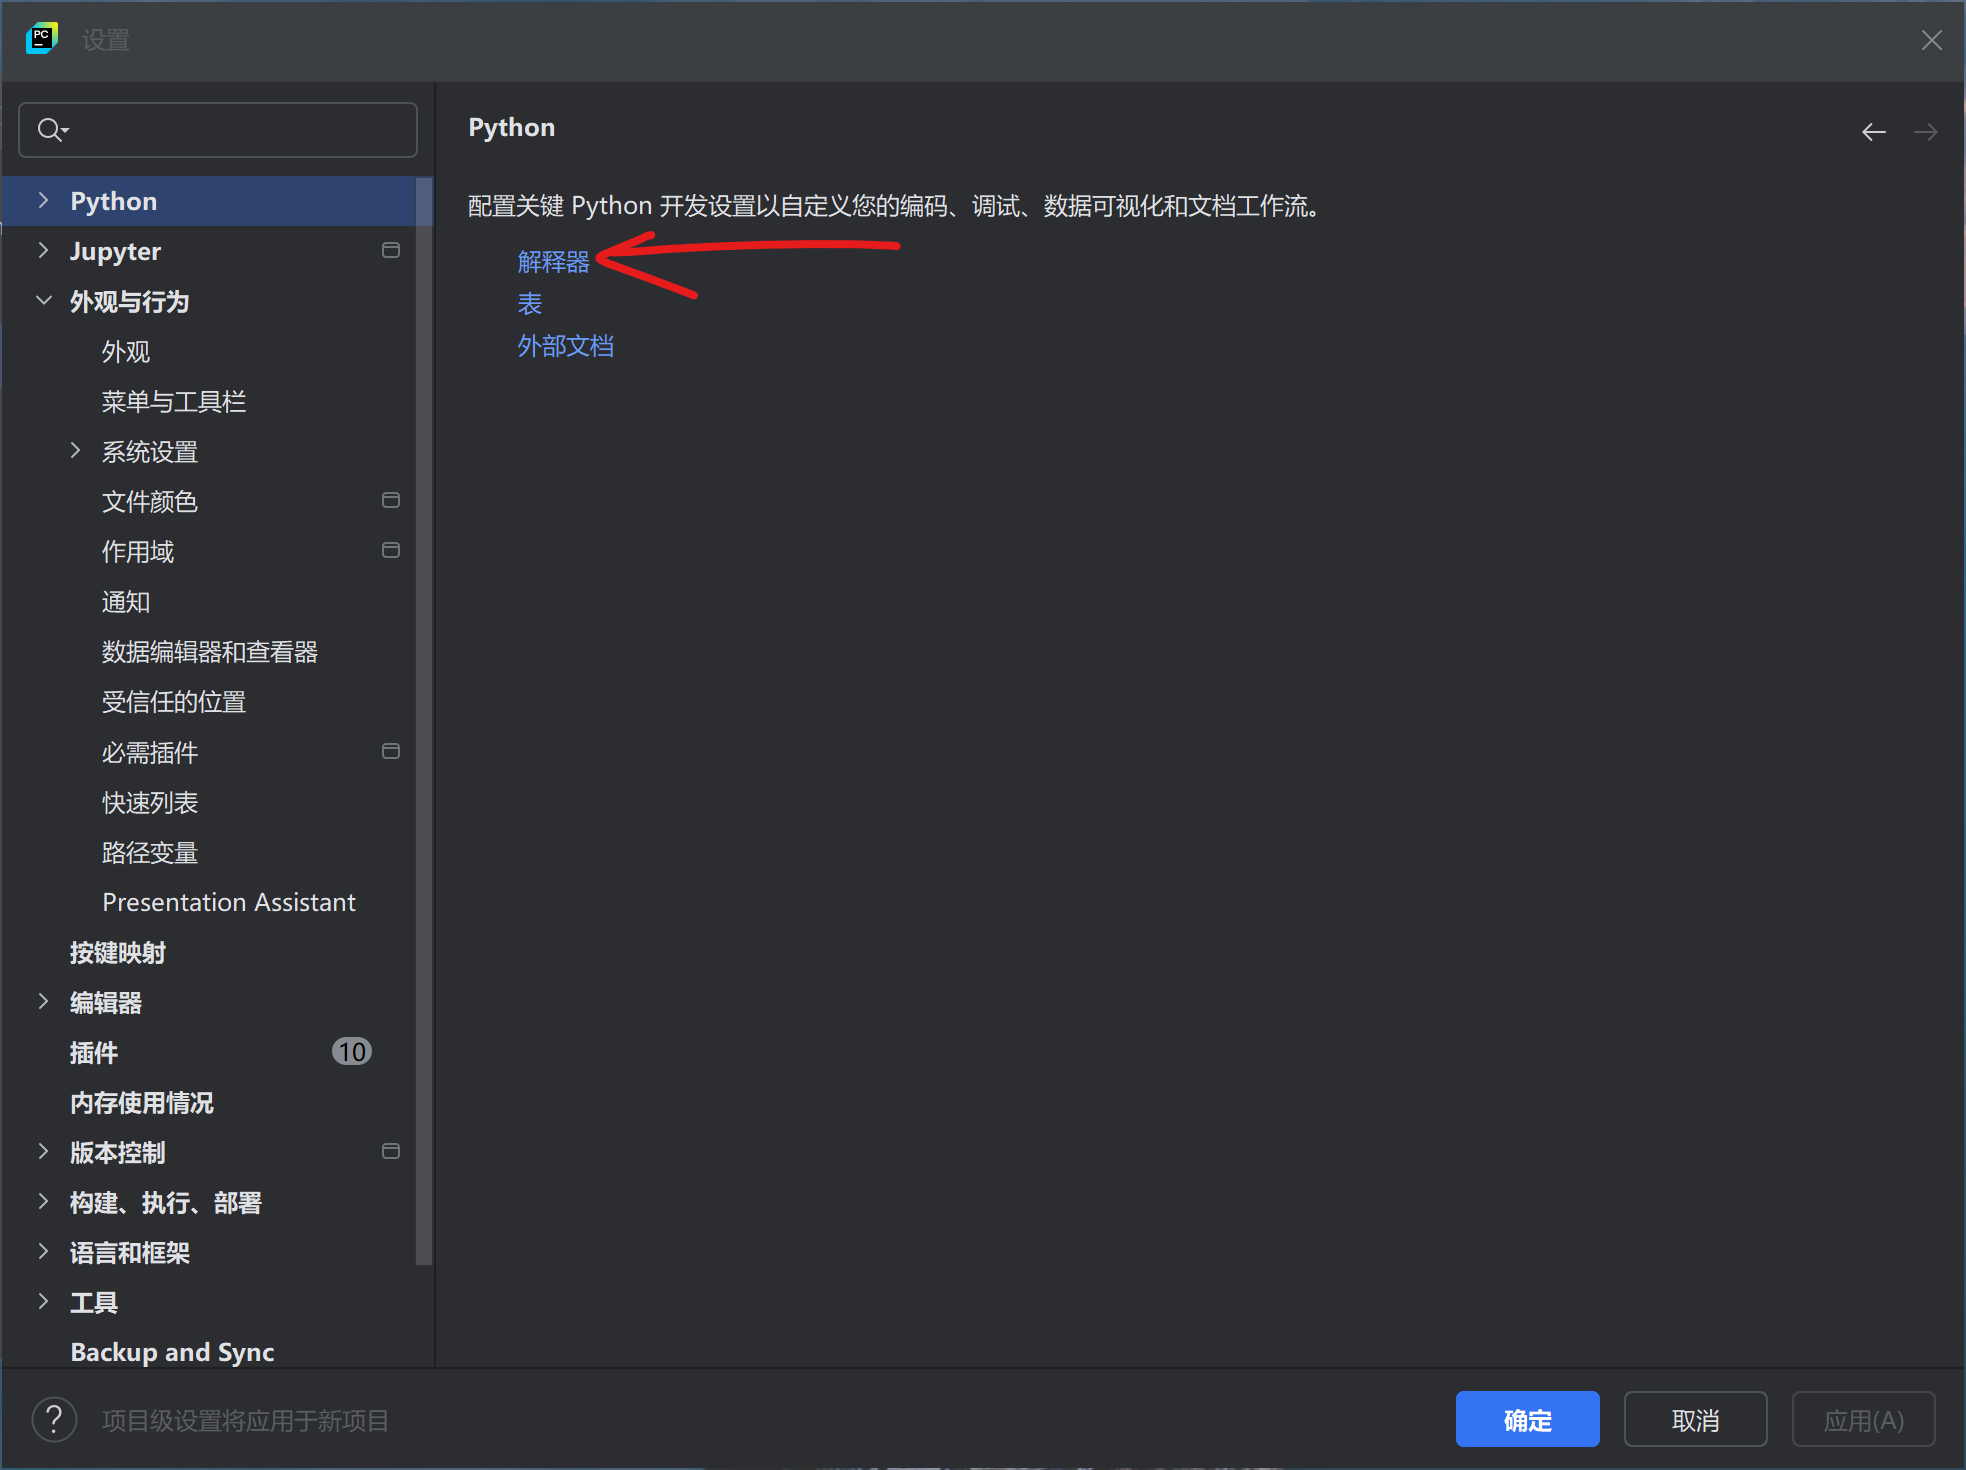 PC
设置
Python
Jupyter
外观与行为
外观
菜单与工具栏
系统设置
文件颜色
作用域
通知
数据编辑器和查看器
受信任的位置
必需插件
快速列表
路径变量
Presentation Assistant
按键映射
编辑器
插件 10
内存使用情况
版本控制
构建、执行、部署
语言和框架
工具
Backup and Sync
Python
配置关键 Python 开发设置以自定义您的编码、调试、数据可视化和文档工作流。
解释器
表
外部文档
? 项目级设置将应用于新项目
确定 取消 应用(A)